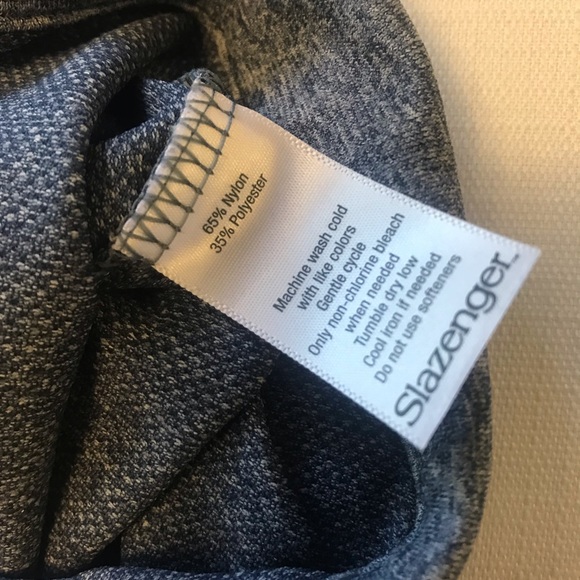 65% Nylon
35% Polyester
Machine wash cold
with like colors
Gentle cycle
Only non-chlorine bleach
when needed
Tumble dry low
Cool iron if needed
Do not use softeners
Slazenger™